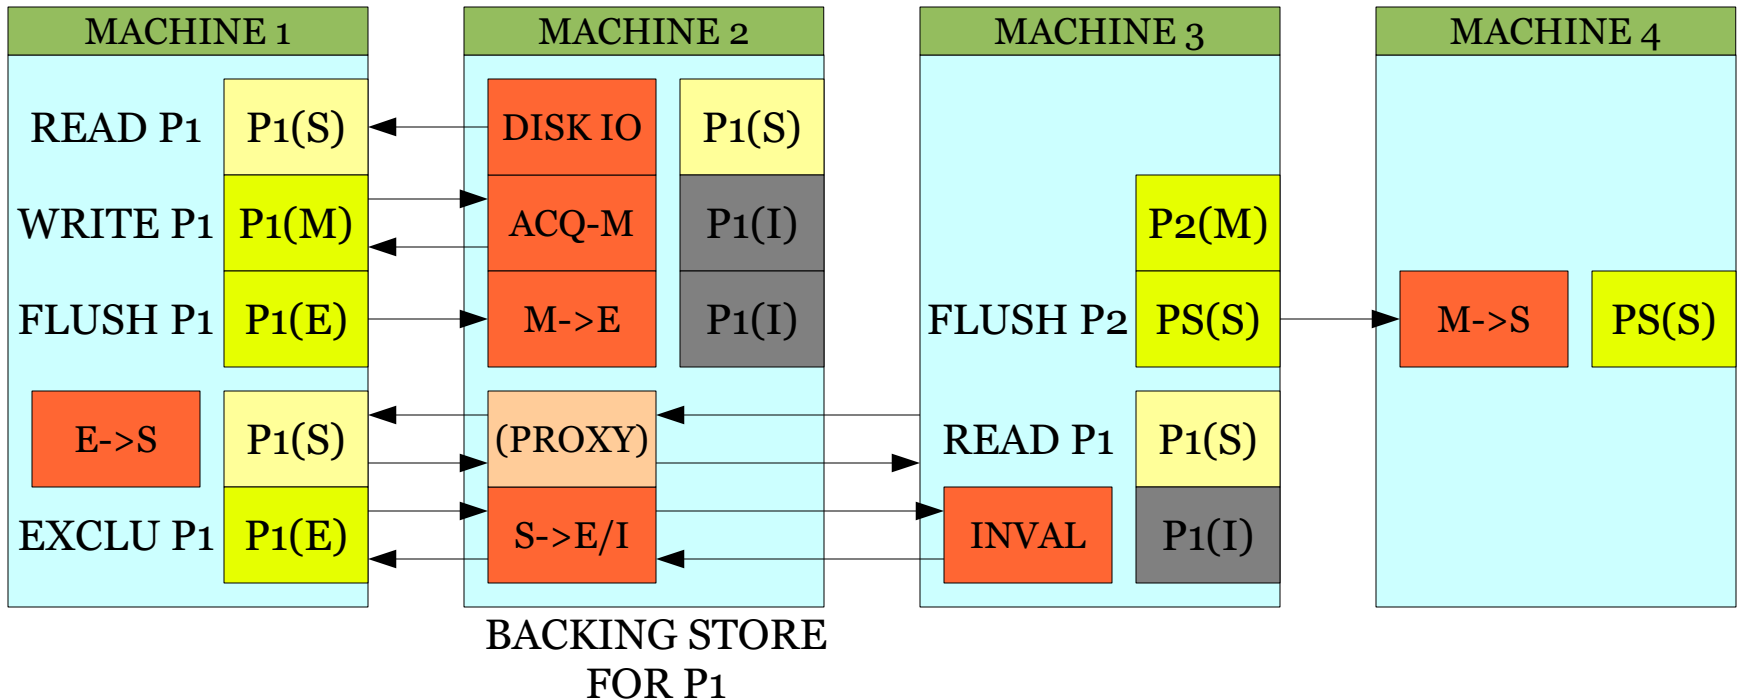 MACHINE 1 MACHINE 2 MACHINE 3 MACHINE 4
READ P1 P1(S) DISK IO P1(S)
WRITE P1 P1(M) ACQ-M P1(I) P2(M)
FLUSH P1 P1(E) M->E P1(I) FLUSH P2 PS(S) M->S PS(S)
E->S P1(S) (PROXY) READ P1 P1(S)
EXCLU P1 P1(E) S->E/I INVAL P1(I)
BACKING STORE
FOR P1